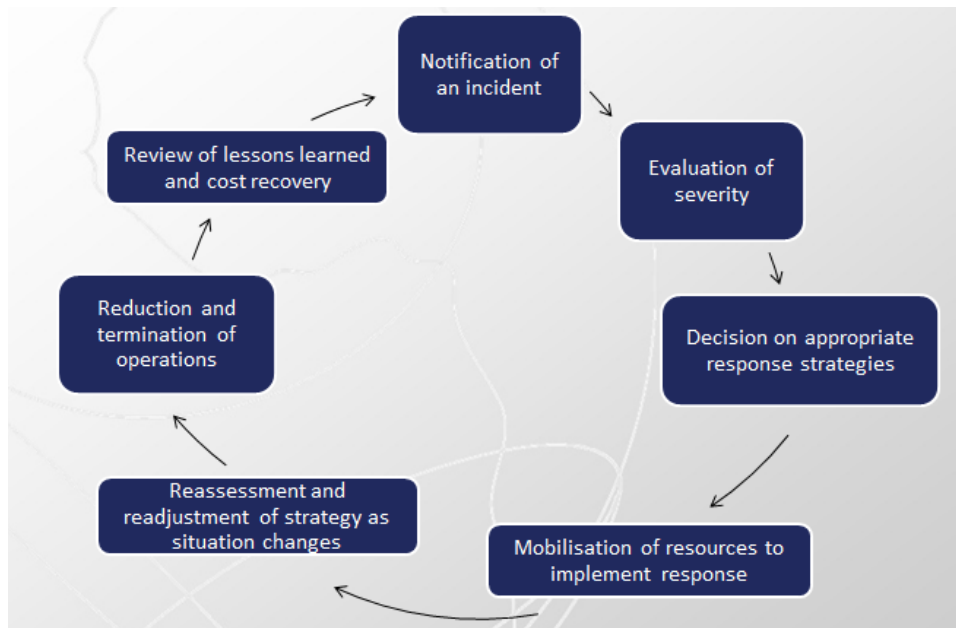 Notification of
an incident
Evaluation of
severity
Decision on appropriate
response strategies
Mobilisation of resources to
implement response
Reassessment and
readjustment of strategy as
situation changes
Reduction and
termination of
operations
Review of lessons learned
and cost recovery